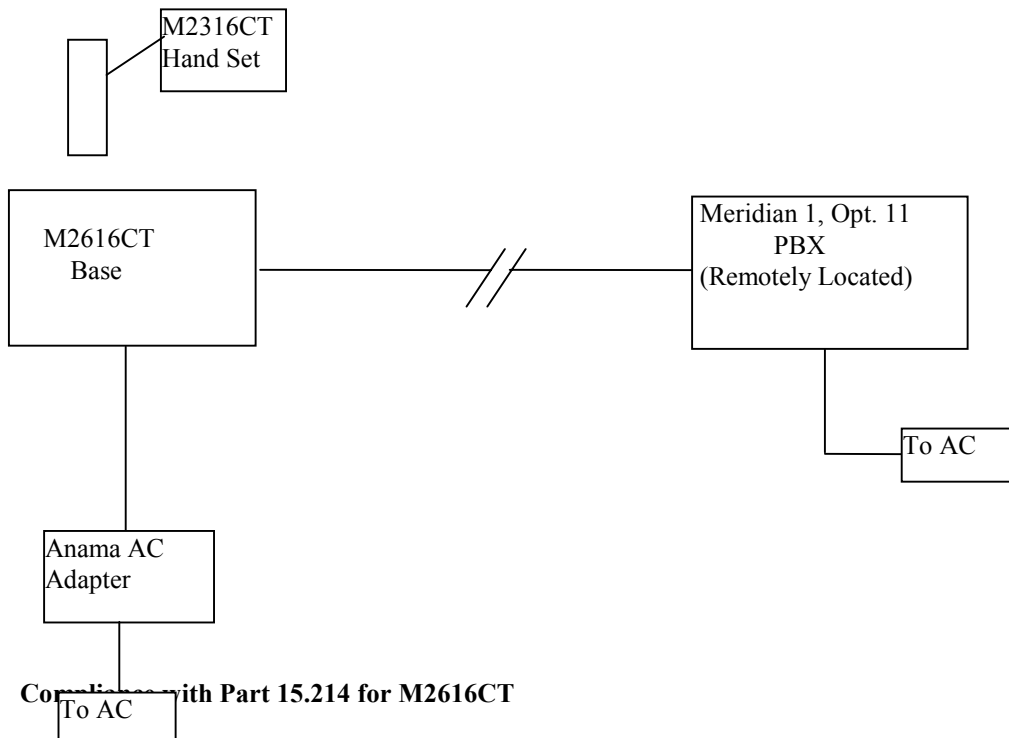 M2316CT
Hand Set
M2616CT
Base
Meridian 1, Opt. 11
PBX
(Remotely Located)
To AC
Anama AC
Adapter
Compliance with Part 15.214 for M2616CT
To AC